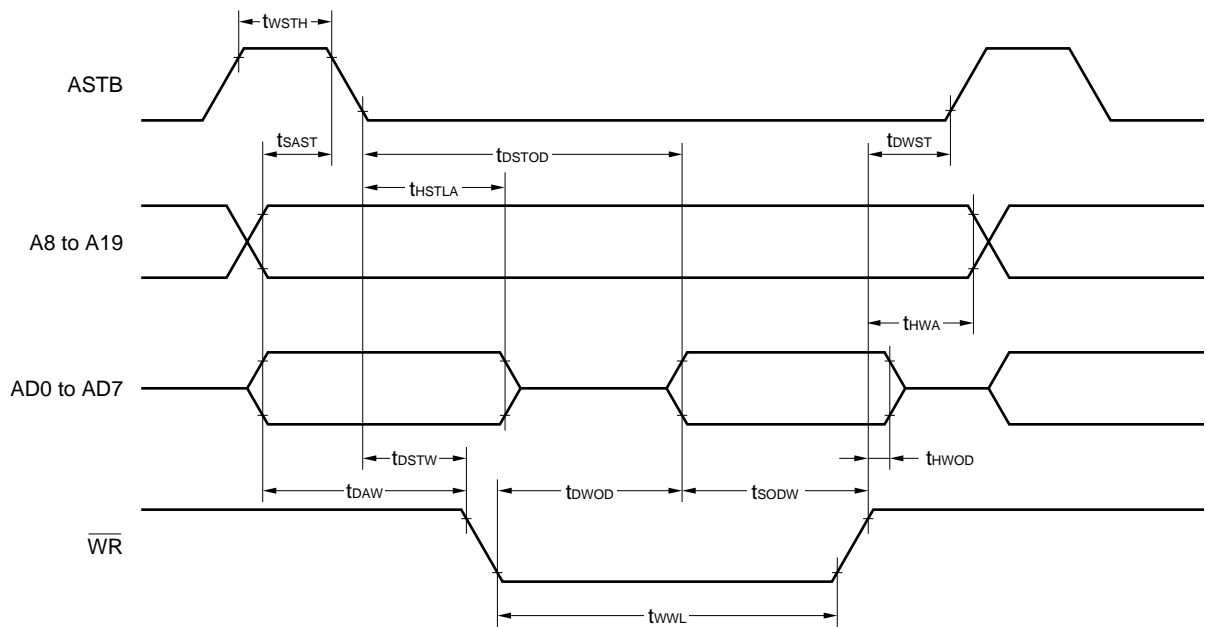 tWSTH
ASTB
tSAST
tDSTOD
tDWST
tHSTLA
A8 to A19
tHWA
AD0 to AD7
tDSTW
tHWOD
tDAW
tDWOD
tSODW
W̅R̅
tWWL